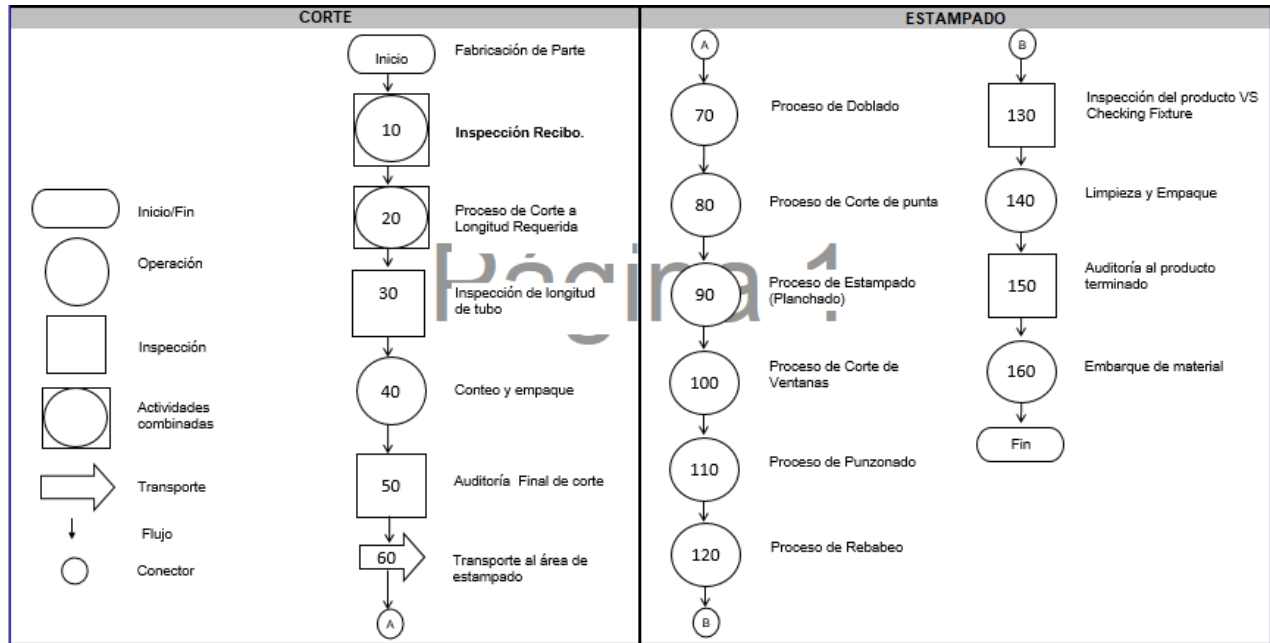 CORTE
Inicio
Fabricación de Parte
10
Inspección Recibo.
20
Proceso de Corte a
Longitud Requerida
30
Inspección de longitud
de tubo
40
Conteo y empaque
50
Auditoría Final de corte
60
Transporte al área de
estampado
A
Inicio/Fin
Operación
Inspección
Actividades
combinadas
Transporte
Flujo
Conector
ESTAMPADO
A
70
Proceso de Doblado
80
Proceso de Corte de punta
90
Proceso de Estampado
(Planchado)
100
Proceso de Corte de
Ventanas
110
Proceso de Punzonado
120
Proceso de Rebabeo
B
B
130
Inspección del producto VS
Checking Fixture
140
Limpieza y Empaque
150
Auditoría al producto
terminado
160
Embarque de material
Fin
Página 1